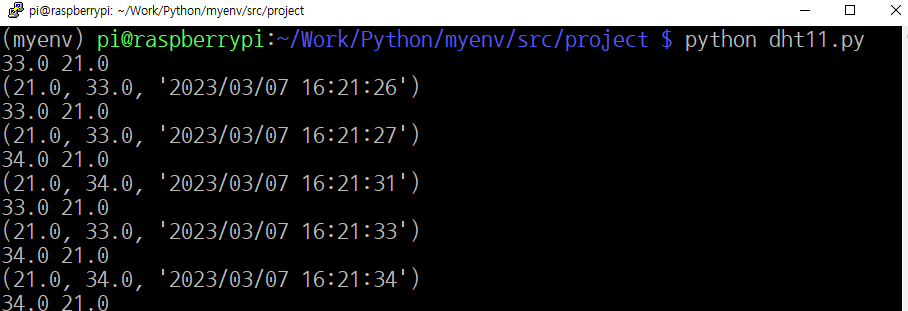 pi@raspberrypi: ~/Work/Python/myenv/src/project
(myenv) pi@raspberrypi:~/Work/Python/myenv/src/project $ python dht11.py
33.0 21.0
(21.0, 33.0, '2023/03/07 16:21:26')
33.0 21.0
(21.0, 33.0, '2023/03/07 16:21:27')
34.0 21.0
(21.0, 34.0, '2023/03/07 16:21:31')
33.0 21.0
(21.0, 33.0, '2023/03/07 16:21:33')
34.0 21.0
(21.0, 34.0, '2023/03/07 16:21:34')
34.0 21.0